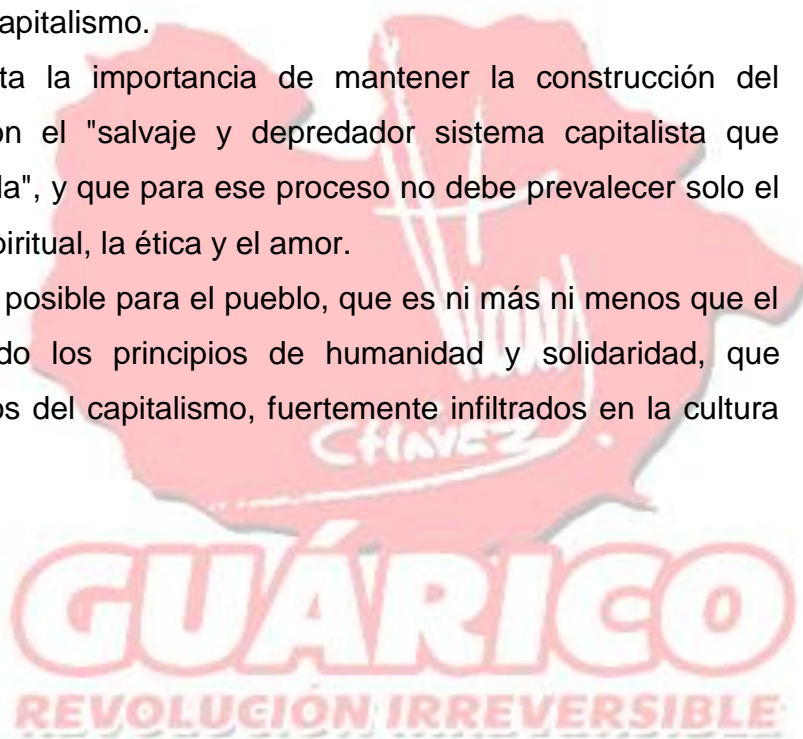 apitalismo.
ta la importancia de mantener la construcción del
on el "salvaje y depredador sistema capitalista que
la", y que para ese proceso no debe prevalecer solo el
piritual, la ética y el amor.
posible para el pueblo, que es ni más ni menos que el
do los principios de humanidad y solidaridad, que
os del capitalismo, fuertemente infiltrados en la cultura
CHAVEZ
GUÁRICO
REVOLUCIÓN IRREVERSIBLE